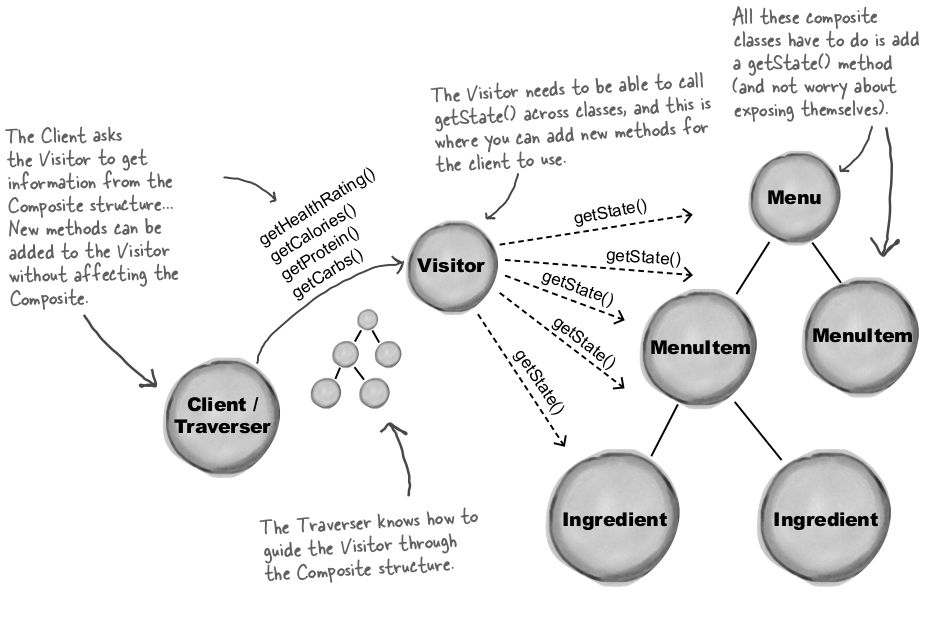 All these composite
classes have to do is add
a getState() method
(and not worry about
exposing themselves).
The Visitor needs to be able to call
getState() across classes, and this is
where you can add new methods for
the client to use.
The Client asks
the Visitor to get
information from the
Composite structure...
New methods can be
added to the Visitor
without affecting the
Composite.
getHealthRating()
getCalories()
getProtein()
getCarbs()
Visitor
getState()
getState()
getState()
getState()
getState()
Menu
MenuItem
MenuItem
Client /
Traverser
Ingredient
Ingredient
The Traverser knows how to
guide the Visitor through
the Composite structure.